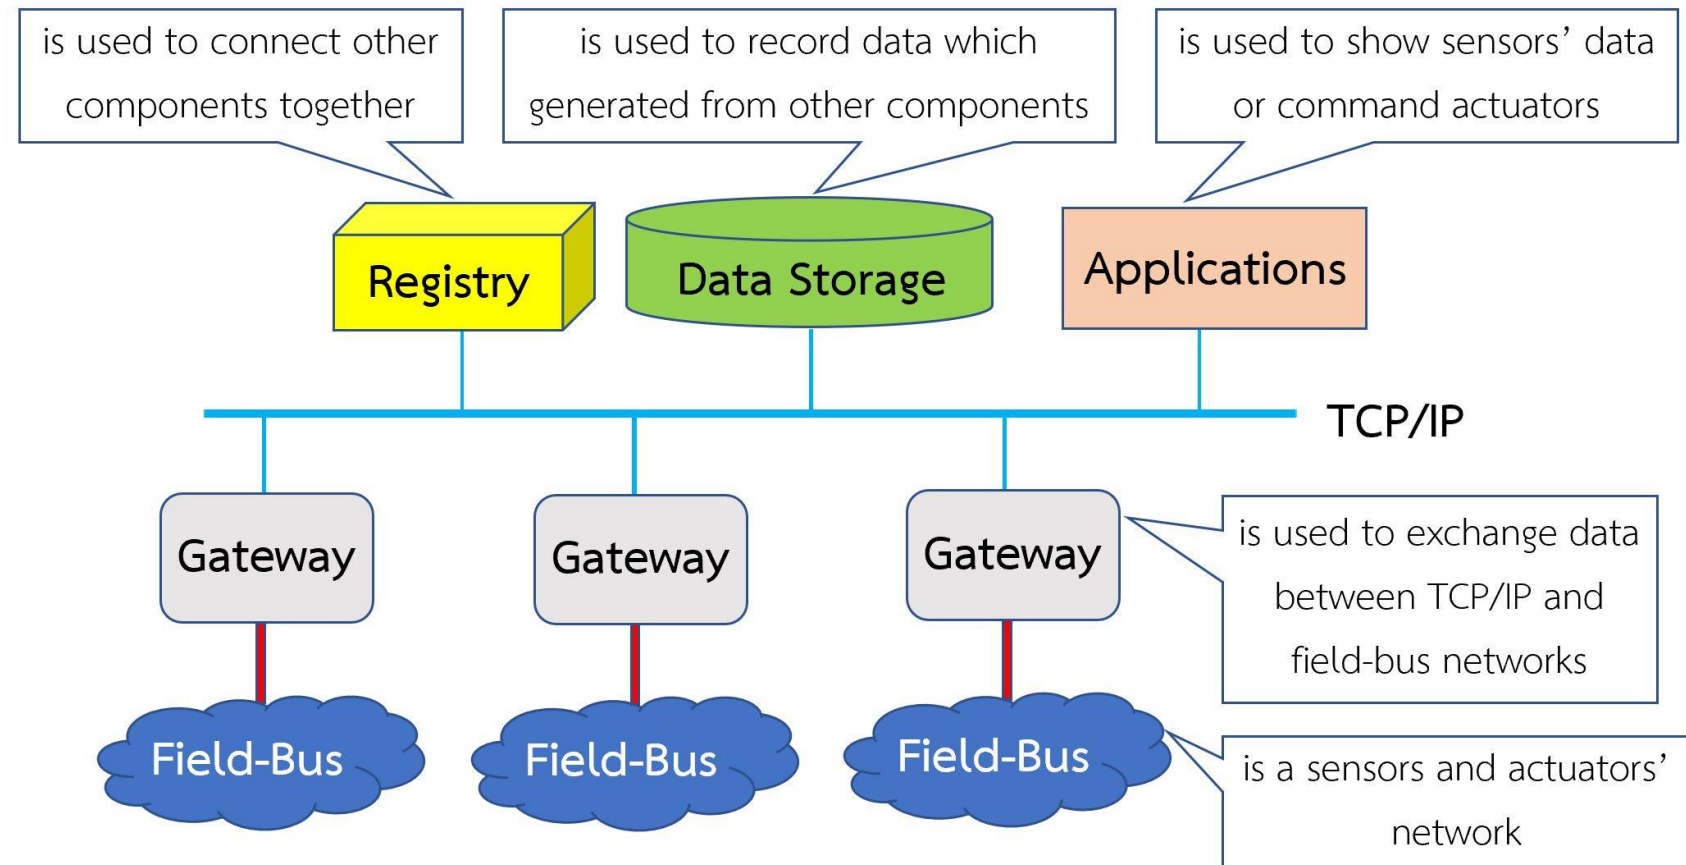 is used to connect other
components together
is used to record data which
generated from other components
is used to show sensors’ data
or command actuators
Registry
Data Storage
Applications
TCP/IP
Gateway
Gateway
Gateway
is used to exchange data
between TCP/IP and
field-bus networks
Field-Bus
Field-Bus
Field-Bus
is a sensors and actuators’
network